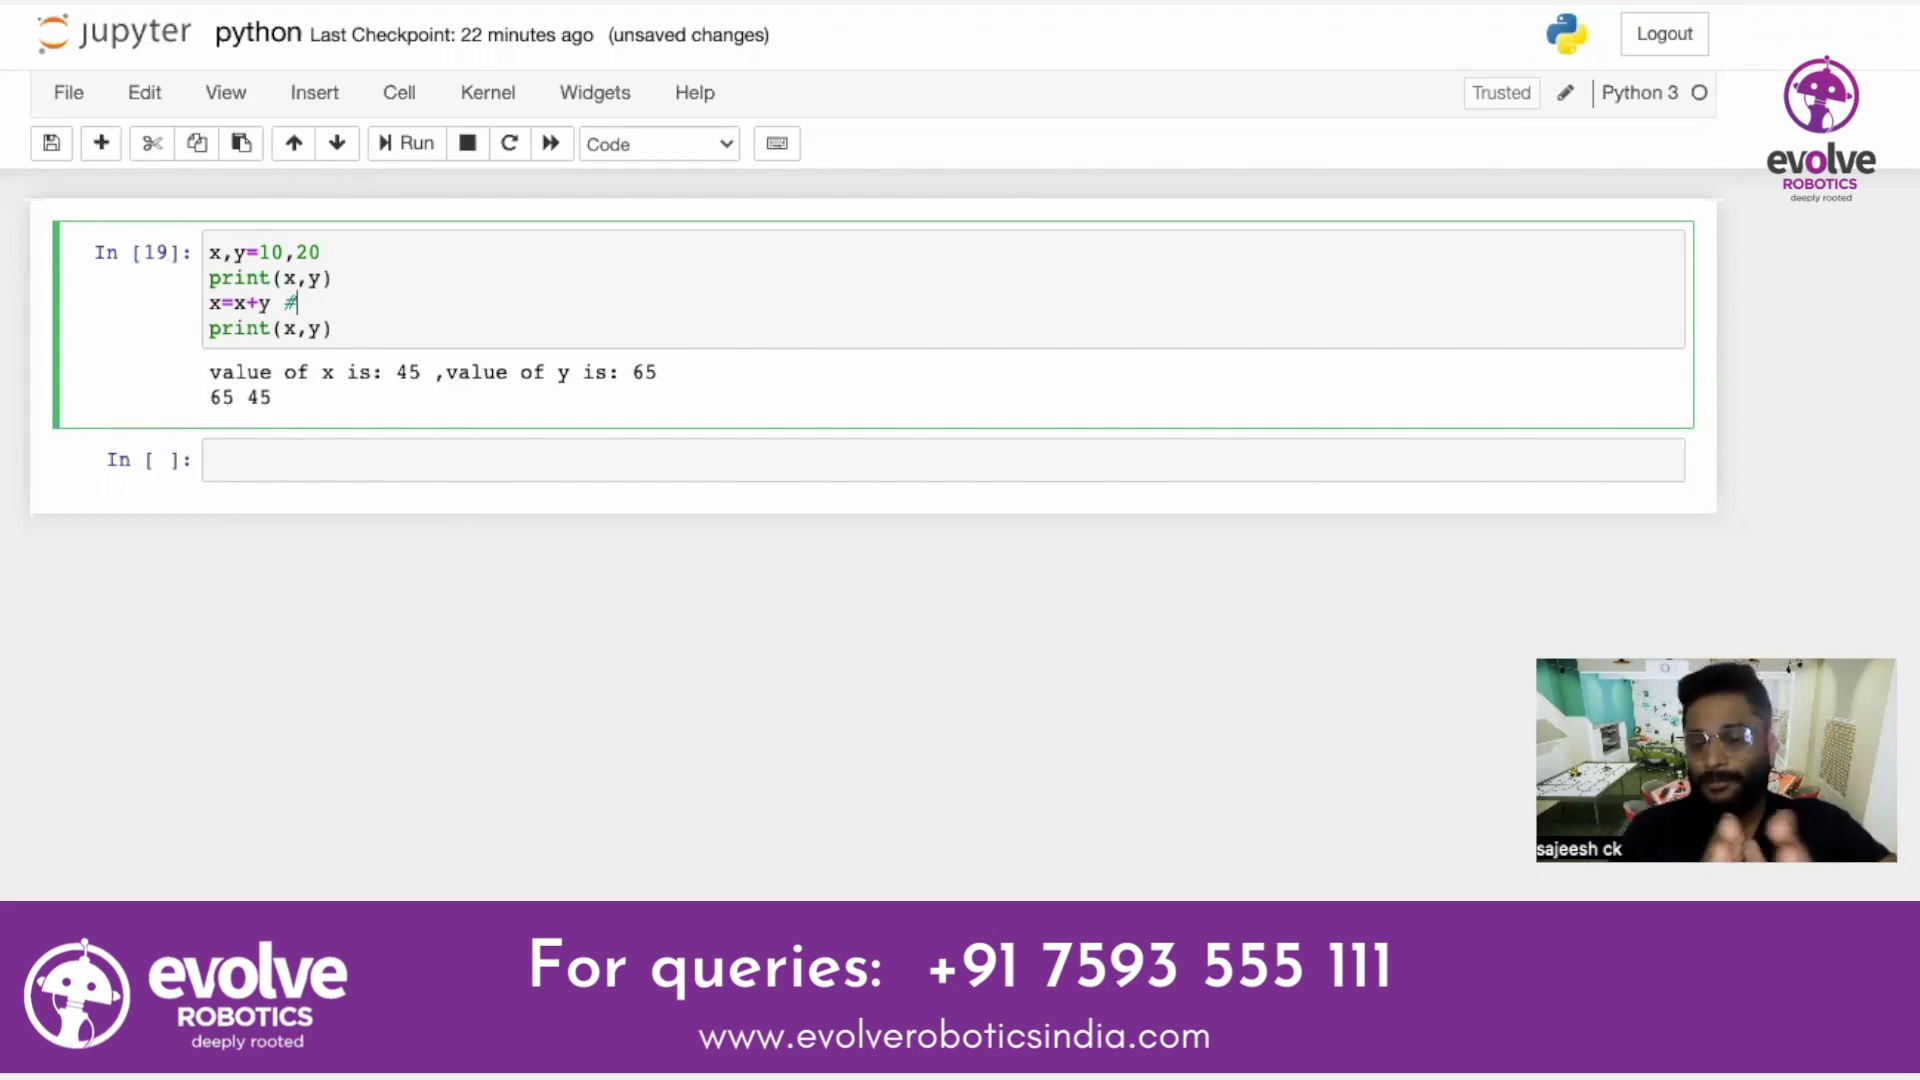 jupyter python Last Checkpoint: 22 minutes ago (unsaved changes)
Logout
File Edit View Insert Cell Kernel Widgets Help
Trusted Python 3
Run Code
evolve
ROBOTICS
deeply rooted
In [19]: x,y=10,20
print(x,y)
x=x+y #
print(x,y)
value of x is: 45 ,value of y is: 65
65 45
In [ ]:
sajeesh ck
evolve
ROBOTICS
deeply rooted
For queries: +91 7593 555 111
www.evolveroboticsindia.com